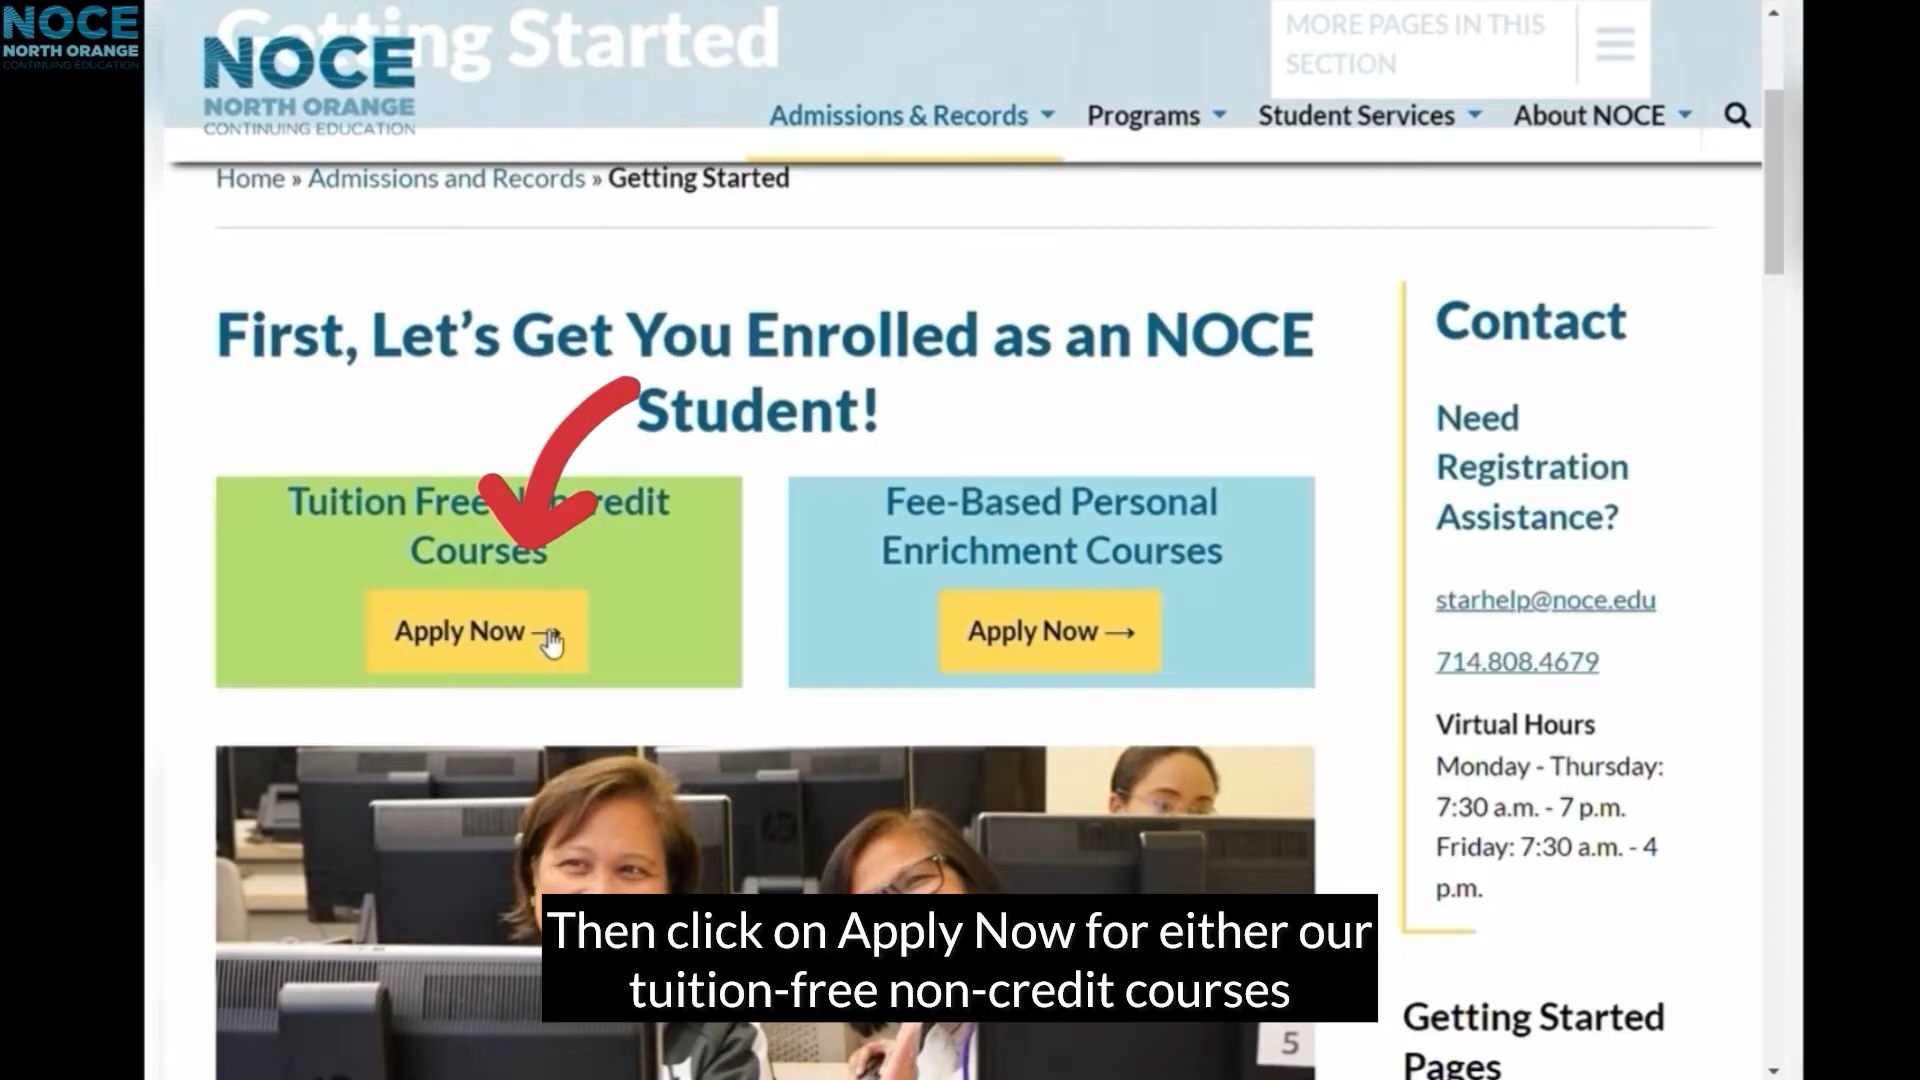 NOCE
NORTH ORANGE
CONTINUING EDUCATION
Getting Started
NOCE
NORTH ORANGE
CONTINUING EDUCATION
MORE PAGES IN THIS
SECTION
Admissions & Records
Programs
Student Services
About NOCE
Home » Admissions and Records » Getting Started
First, Let's Get You Enrolled as an NOCE
Student!
Tuition Free Non-credit
Courses
Apply Now →
Fee-Based Personal
Enrichment Courses
Apply Now →
Contact
Need
Registration
Assistance?
starhelp@noce.edu
714.808.4679
Virtual Hours
Monday - Thursday:
7:30 a.m. - 7 p.m.
Friday: 7:30 a.m. - 4
p.m.
Getting Started
Pages
5
Then click on Apply Now for either our
tuition-free non-credit courses